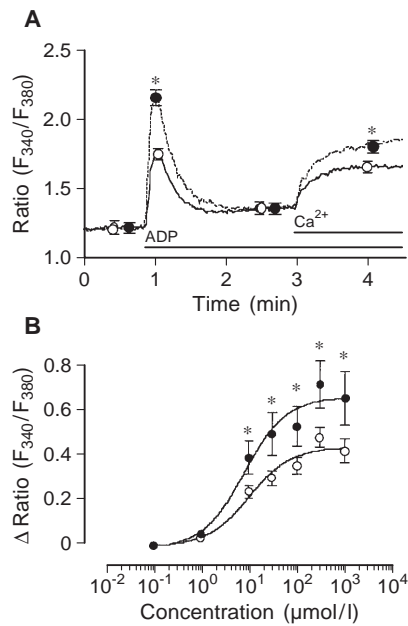 A
2.5
2.0
1.5
1.0
Ratio (F340/F380)
*
*
ADP
Ca2+
0
1
2
3
4
Time (min)
B
0.8
0.6
0.4
0.2
0
Δ Ratio (F340/F380)
* * * * *
10-2 10-1 100 101 102 103 104
Concentration (μmol/l)